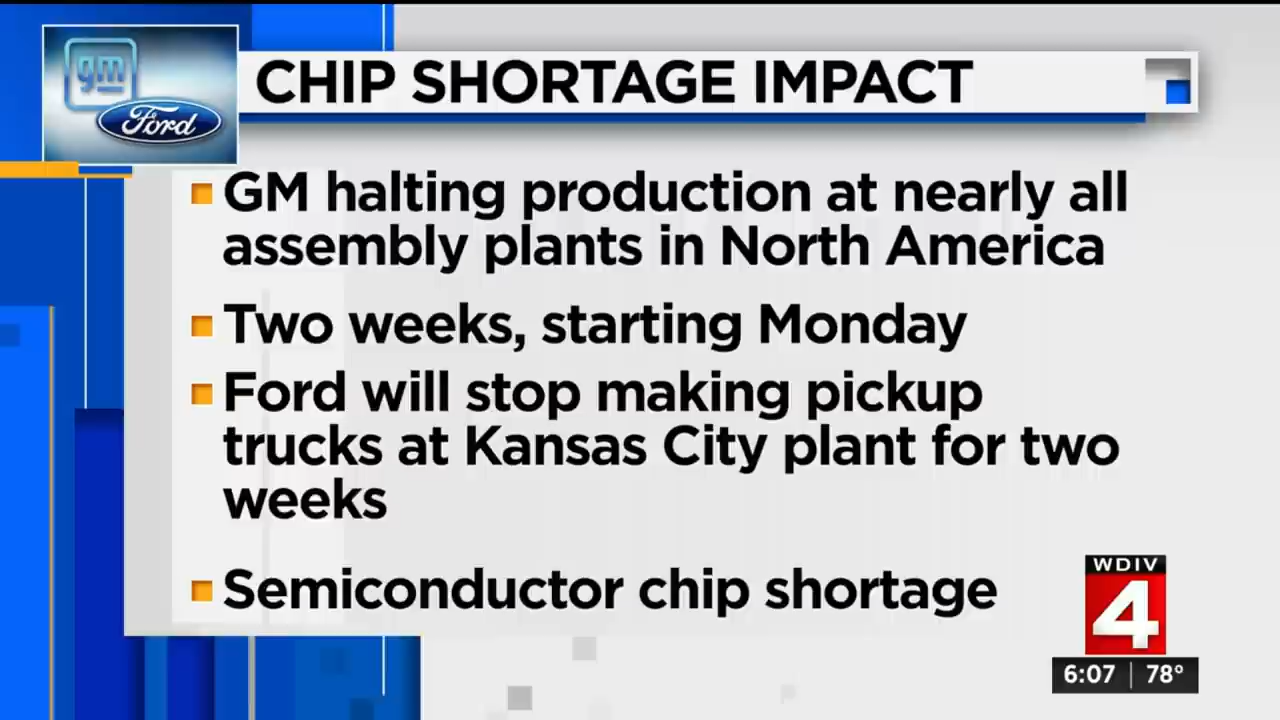 gm
Ford
CHIP SHORTAGE IMPACT
GM halting production at nearly all
assembly plants in North America
Two weeks, starting Monday
Ford will stop making pickup
trucks at Kansas City plant for two
weeks
Semiconductor chip shortage
WDIV
4
6:07 | 78°